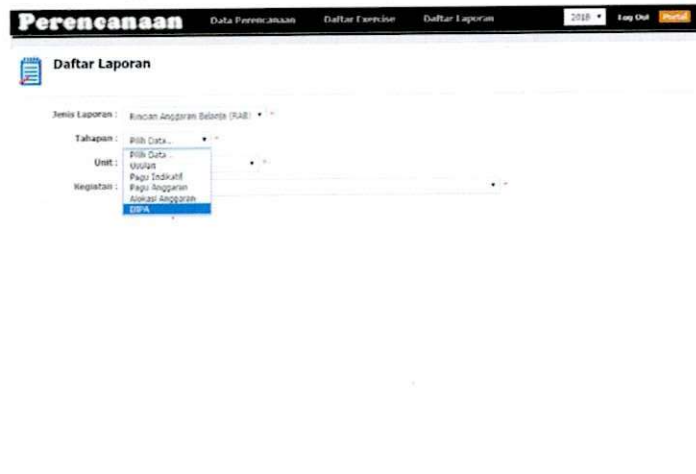 Perencanaan Data Perencanaan Daftar Exercise Daftar Laporan 2018 Log Out Portal
Daftar Laporan
Jenis Laporan : Rincian Anggaran Belanja (RAB) *
Tahapan : Pilih Data... *
Pilih Data...
Usulan
Unit : *
Pagu Indikatif
Pagu Anggaran
Kegiatan : *
Alokasi Anggaran
DIPA